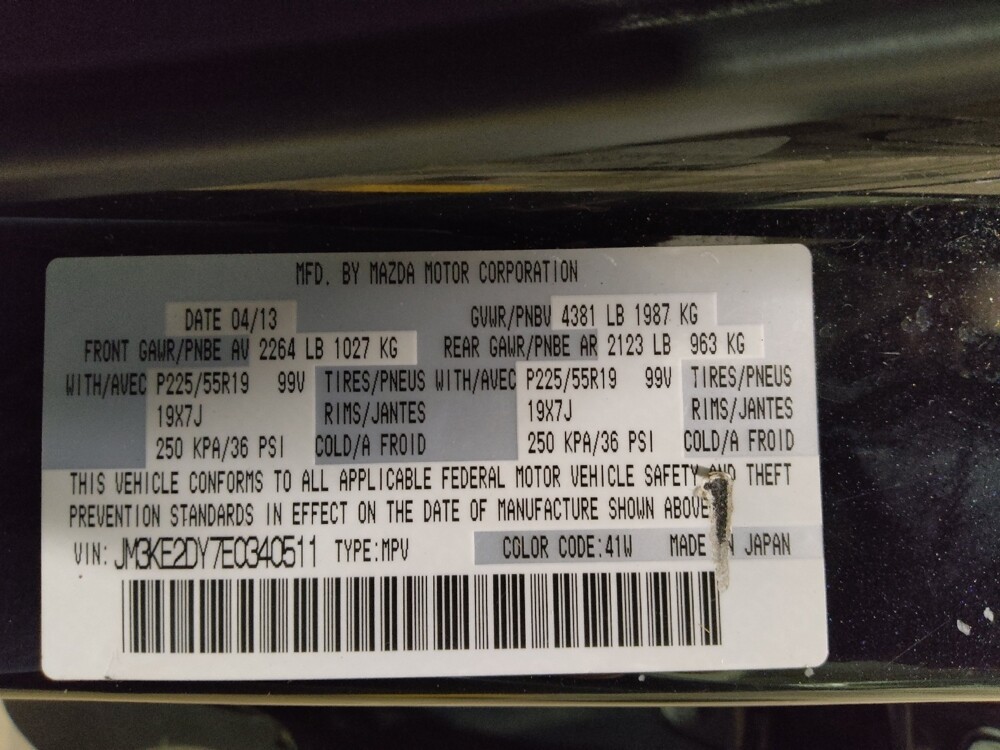 MFD. BY MAZDA MOTOR CORPORATION
DATE 04/13 GVWR/PNBV 4381 LB 1987 KG
FRONT GAWR/PNBE AV 2264 LB 1027 KG REAR GAWR/PNBE AR 2123 LB 963 KG
WITH/AVEC P225/55R19 99V TIRES/PNEUS WITH/AVEC P225/55R19 99V TIRES/PNEUS
19X7J RIMS/JANTES 19X7J RIMS/JANTES
250 KPA/36 PSI COLD/A FROID 250 KPA/36 PSI COLD/A FROID
THIS VEHICLE CONFORMS TO ALL APPLICABLE FEDERAL MOTOR VEHICLE SAFETY AND THEFT
PREVENTION STANDARDS IN EFFECT ON THE DATE OF MANUFACTURE SHOWN ABOVE
VIN: JM3KE2DY7E0340511 TYPE:MPV COLOR CODE:41W MADE IN JAPAN